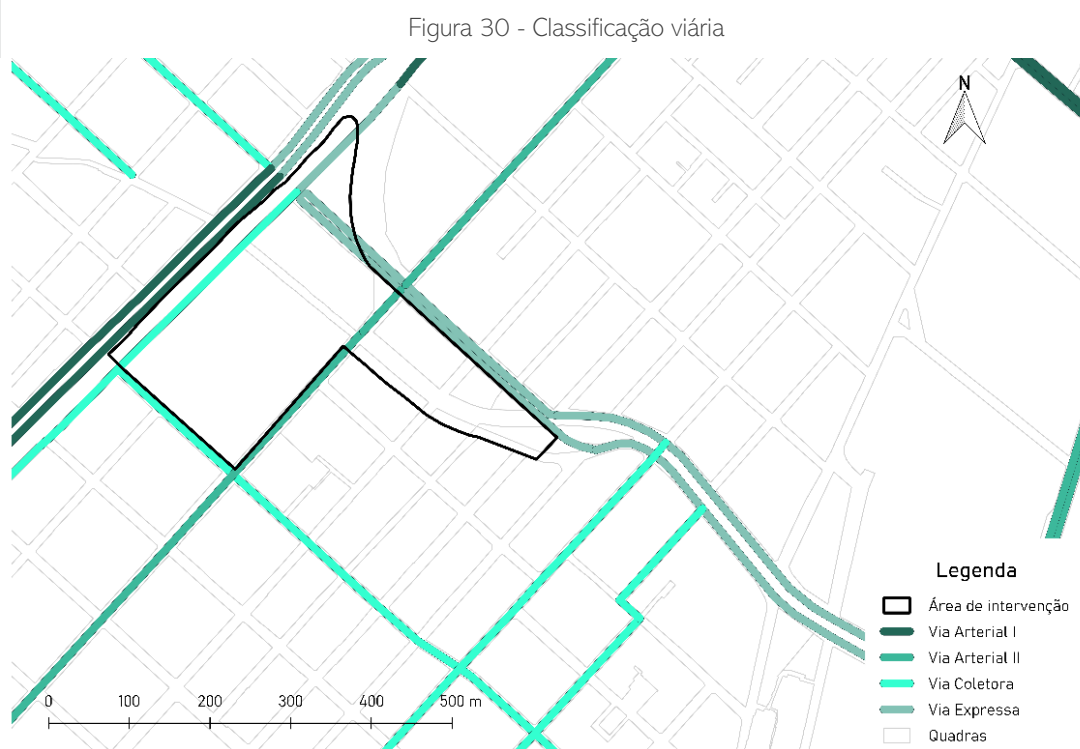 Figura 30 - Classificação viária
N
Legenda
Área de intervenção
Via Arterial I
Via Arterial II
Via Coletora
Via Expressa
Quadras
0 100 200 300 400 500 m